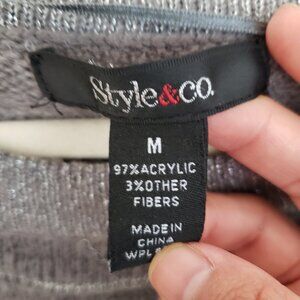 Style&CO.
M
97%ACRYLIC
3%OTHER
FIBERS
MADE IN
CHINA